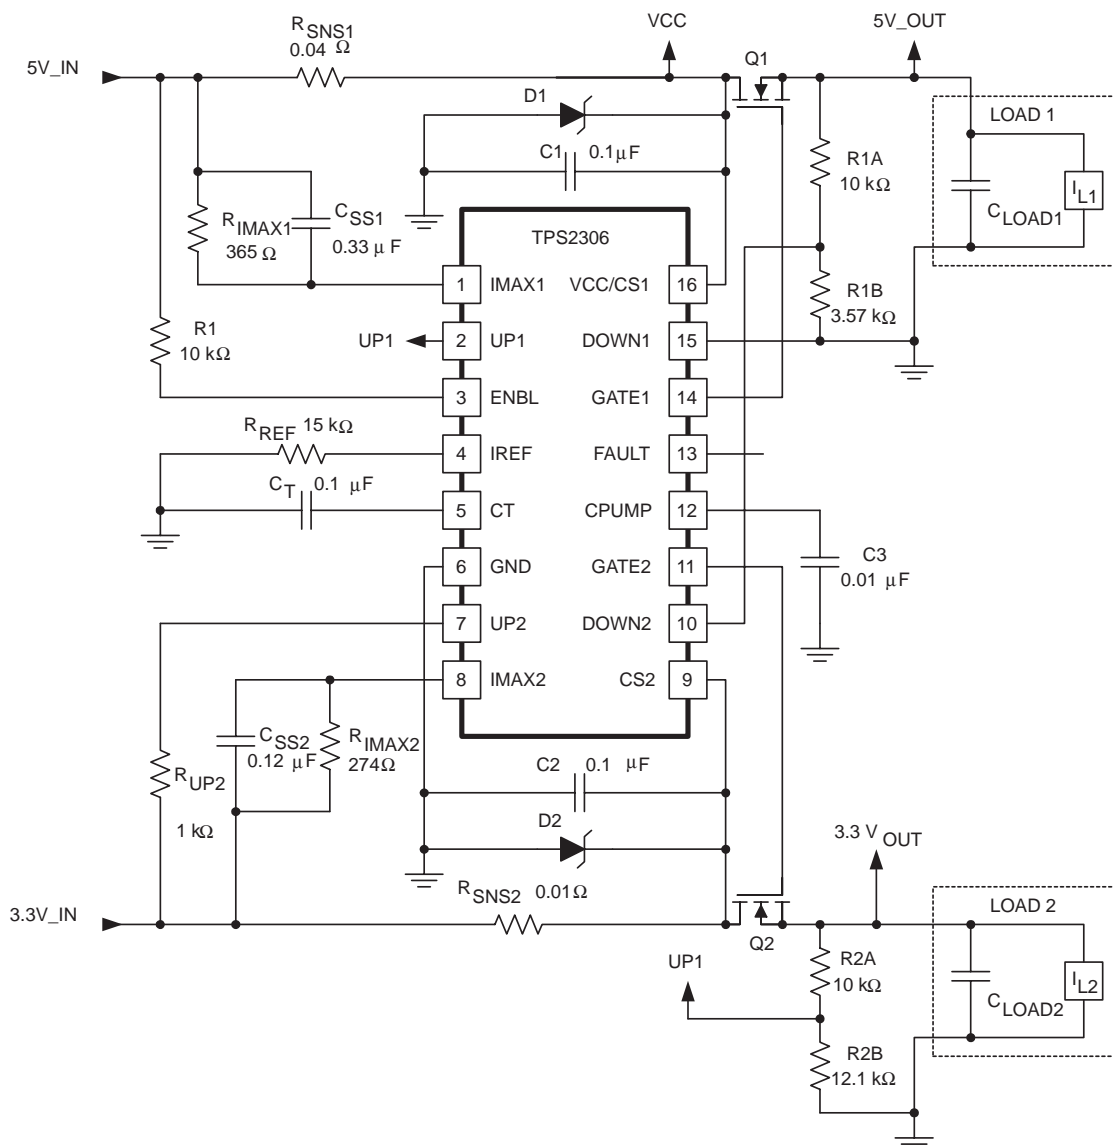 R SNS1
0.04 Ω
VCC
5V_OUT
5V_IN
Q1
D1
LOAD 1
C1
0.1 μF
R1A
10 kΩ
I L1
C LOAD1
R IMAX1
365 Ω
C SS1
0.33 μ F
TPS2306
1
IMAX1
VCC/CS1
16
R1B
3.57 kΩ
R1
10 kΩ
UP1
2
UP1
DOWN1
15
3
ENBL
GATE1
14
R REF 15 kΩ
4
IREF
FAULT
13
C T 0.1 μF
5
CT
CPUMP
12
C3
0.01 μF
6
GND
GATE2
11
7
UP2
DOWN2
10
8
IMAX2
CS2
9
C SS2
0.12 μF
R IMAX2
274Ω
R UP2
1 kΩ
C2
0.1 μF
D2
3.3 V OUT
R SNS2 0.01Ω
3.3V_IN
LOAD 2
Q2
UP1
R2A
10 kΩ
I L2
C LOAD2
R2B
12.1 kΩ